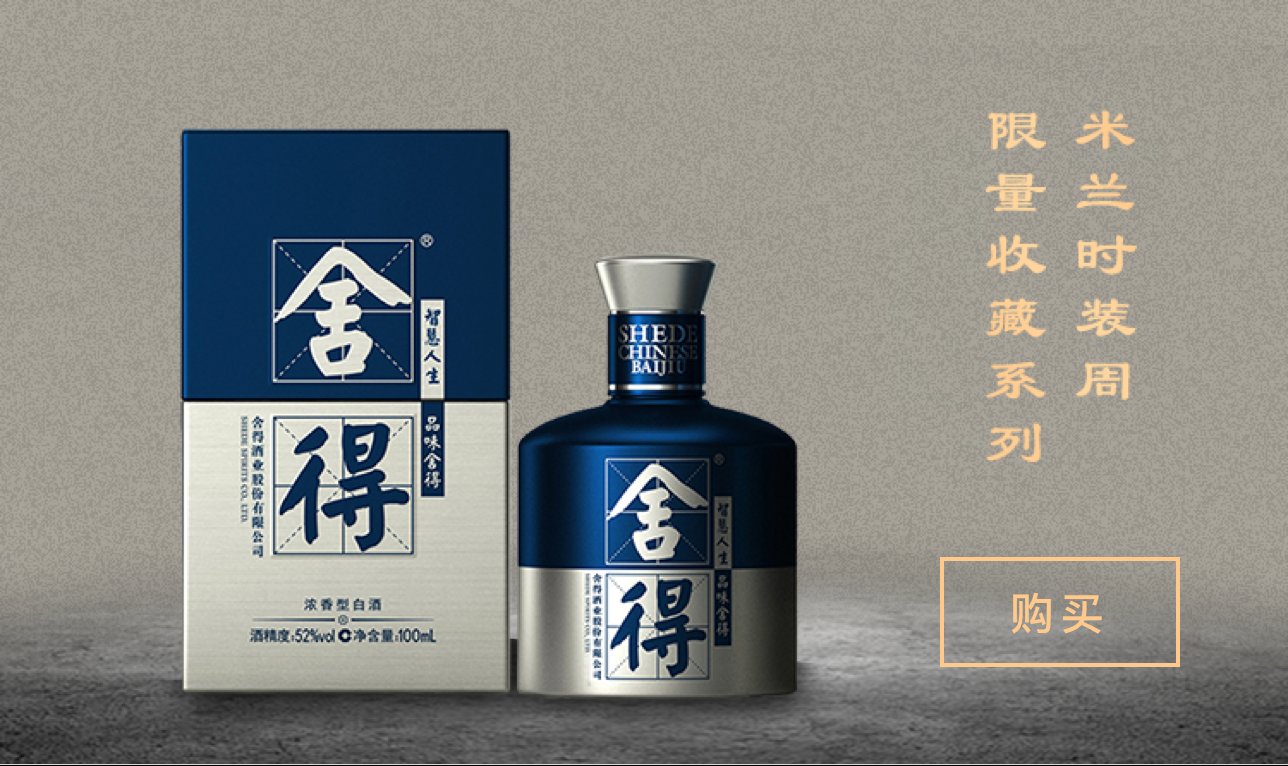 舍
得
®
智慧人生
品味舍得
舍得酒业股份有限公司
SHEDE SPIRITS CO., LTD.
浓香型白酒
酒精度:52%vol 净含量:100mL
SHEDE
CHINESE
BAIJIU
舍
得
®
智慧人生
品味舍得
舍得酒业股份有限公司
SHEDE SPIRITS CO., LTD.
米兰时装周
限量收藏系列
购买